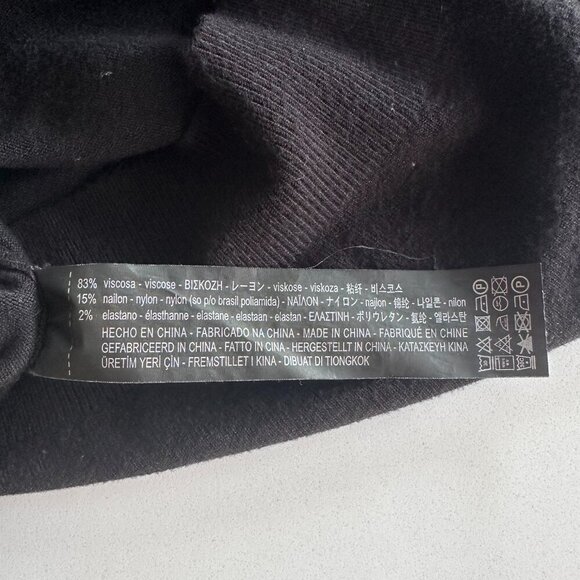 83% viscosa - viscose - ΒΙΣΚΟΖΗ - レーヨン - viskose - viskoza - 粘纤 - 비스코스
15% nailon - nylon - nylon (so p/o brasil poliamida) - ΝΑΪΛΟΝ - ナイロン - najlon - 锦纶 - 나일론 - nilon
2% elastano - élasthanne - elastane - elastaan - elastan - ΕΛΑΣΤΙΝΗ - ポリウレタン - 氨纶 - 엘라스탄
HECHO EN CHINA - FABRICADO NA CHINA - MADE IN CHINA - FABRIQUÉ EN CHINE
GEFABRICEERD IN CHINA - FATTO IN CINA - HERGESTELLT IN CHINA - ΚΑΤΑΣΚΕΥΗ ΚΙΝΑ
ÜRETİM YERİ ÇİN - FREMSTILLET I KINA - DIBUAT DI TIONGKOK